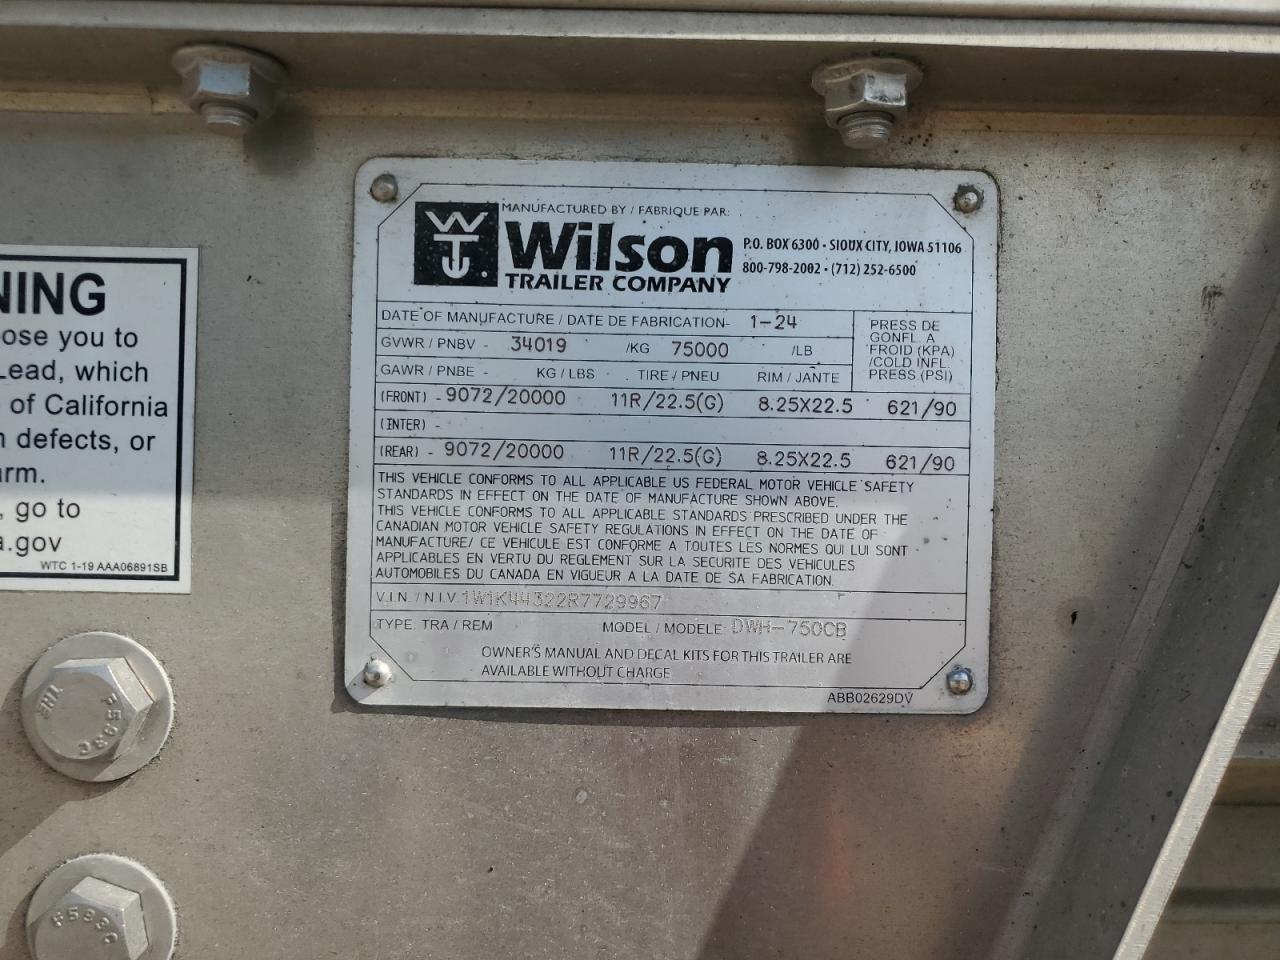 NING
ose you to
Lead, which
of California
defects, or
arm.
, go to
a.gov
WTC 1-19 AAA06891SB
MANUFACTURED BY / FABRIQUE PAR:
WTC.
Wilson
TRAILER COMPANY
P.O. BOX 6300 • SIOUX CITY, IOWA 51106
800-798-2002 • (712) 252-6500
DATE OF MANUFACTURE / DATE DE FABRICATION- 1-24
GVWR / PNBV - 34019 /KG 75000 /LB
PRESS DE
GONFL. A
FROID (KPA)
/COLD INFL.
PRESS.(PSI)
GAWR / PNBE - KG / LBS TIRE / PNEU RIM / JANTE
(FRONT) - 9072/20000 11R/22.5(G) 8.25X22.5 621/90
(INTER) -
(REAR) - 9072/20000 11R/22.5(G) 8.25X22.5 621/90
THIS VEHICLE CONFORMS TO ALL APPLICABLE US FEDERAL MOTOR VEHICLE SAFETY
STANDARDS IN EFFECT ON THE DATE OF MANUFACTURE SHOWN ABOVE.
THIS VEHICLE CONFORMS TO ALL APPLICABLE STANDARDS PRESCRIBED UNDER THE
CANADIAN MOTOR VEHICLE SAFETY REGULATIONS IN EFFECT ON THE DATE OF
MANUFACTURE/ CE VEHICULE EST CONFORME A TOUTES LES NORMES QUI LUI SONT
APPLICABLES EN VERTU DU REGLEMENT SUR LA SECURITE DES VEHICULES
AUTOMOBILES DU CANADA EN VIGUEUR A LA DATE DE SA FABRICATION.
V.I.N. / N.I.V. 1W1K44322R7729967
TYPE. TRA / REM MODEL / MODELE: DWH-750CB
OWNER'S MANUAL AND DECAL KITS FOR THIS TRAILER ARE
AVAILABLE WITHOUT CHARGE
ABB02629DV